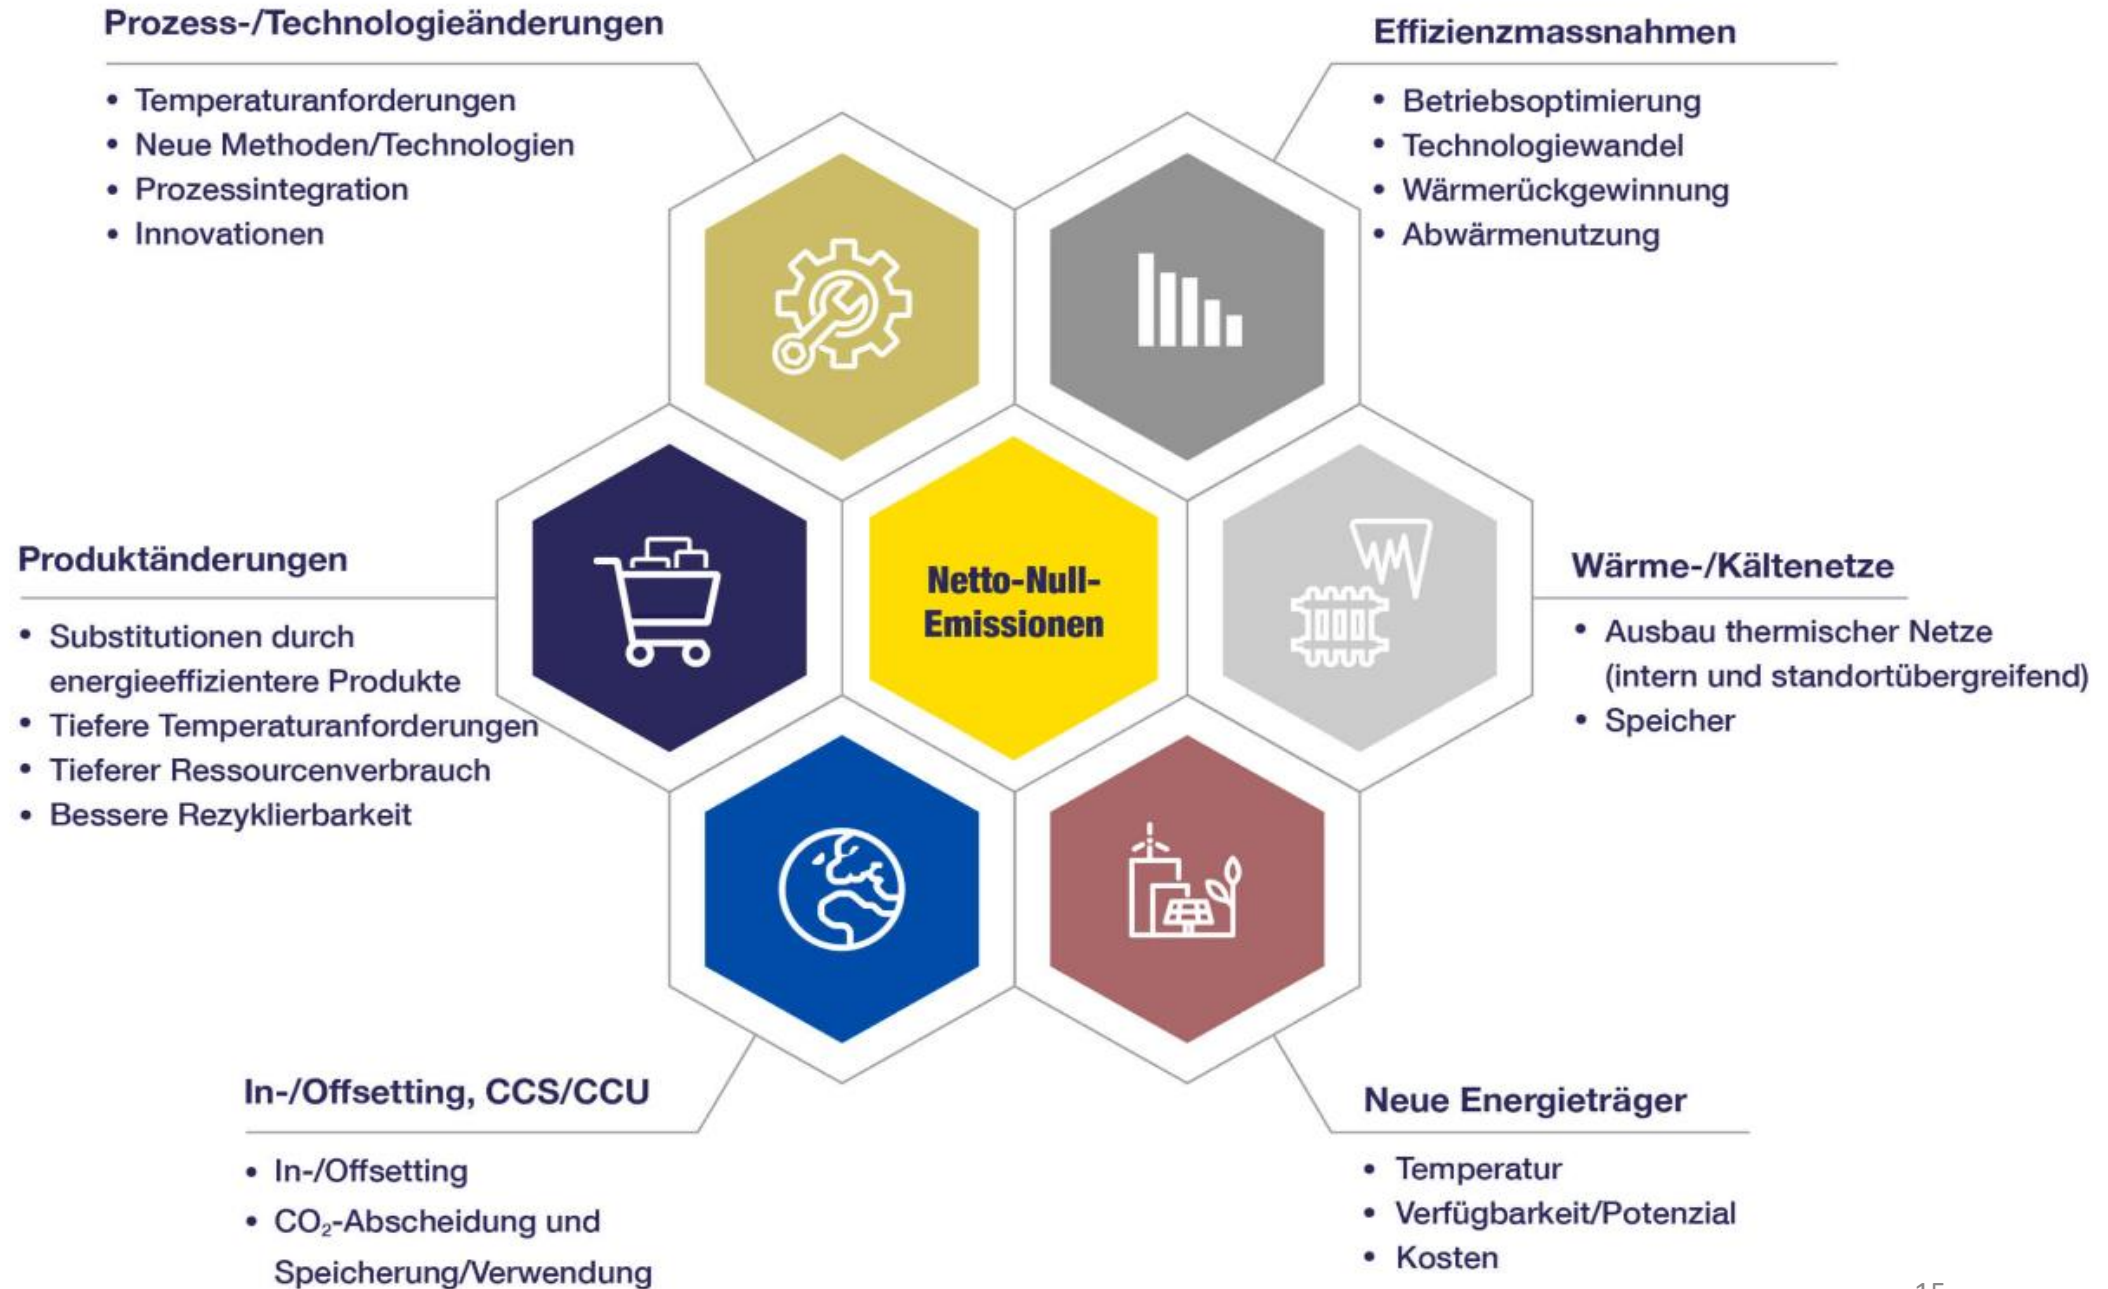 Prozess-/Technologieänderungen
• Temperaturanforderungen
• Neue Methoden/Technologien
• Prozessintegration
• Innovationen
Effizienzmassnahmen
• Betriebsoptimierung
• Technologiewandel
• Wärmerückgewinnung
• Abwärmenutzung
Produktänderungen
• Substitutionen durch
energieeffizientere Produkte
• Tiefere Temperaturanforderungen
• Tieferer Ressourcenverbrauch
• Bessere Rezyklierbarkeit
Netto-Null-
Emissionen
Wärme-/Kältenetze
• Ausbau thermischer Netze
(intern und standortübergreifend)
• Speicher
In-/Offsetting, CCS/CCU
• In-/Offsetting
• CO₂-Abscheidung und
Speicherung/Verwendung
Neue Energieträger
• Temperatur
• Verfügbarkeit/Potenzial
• Kosten